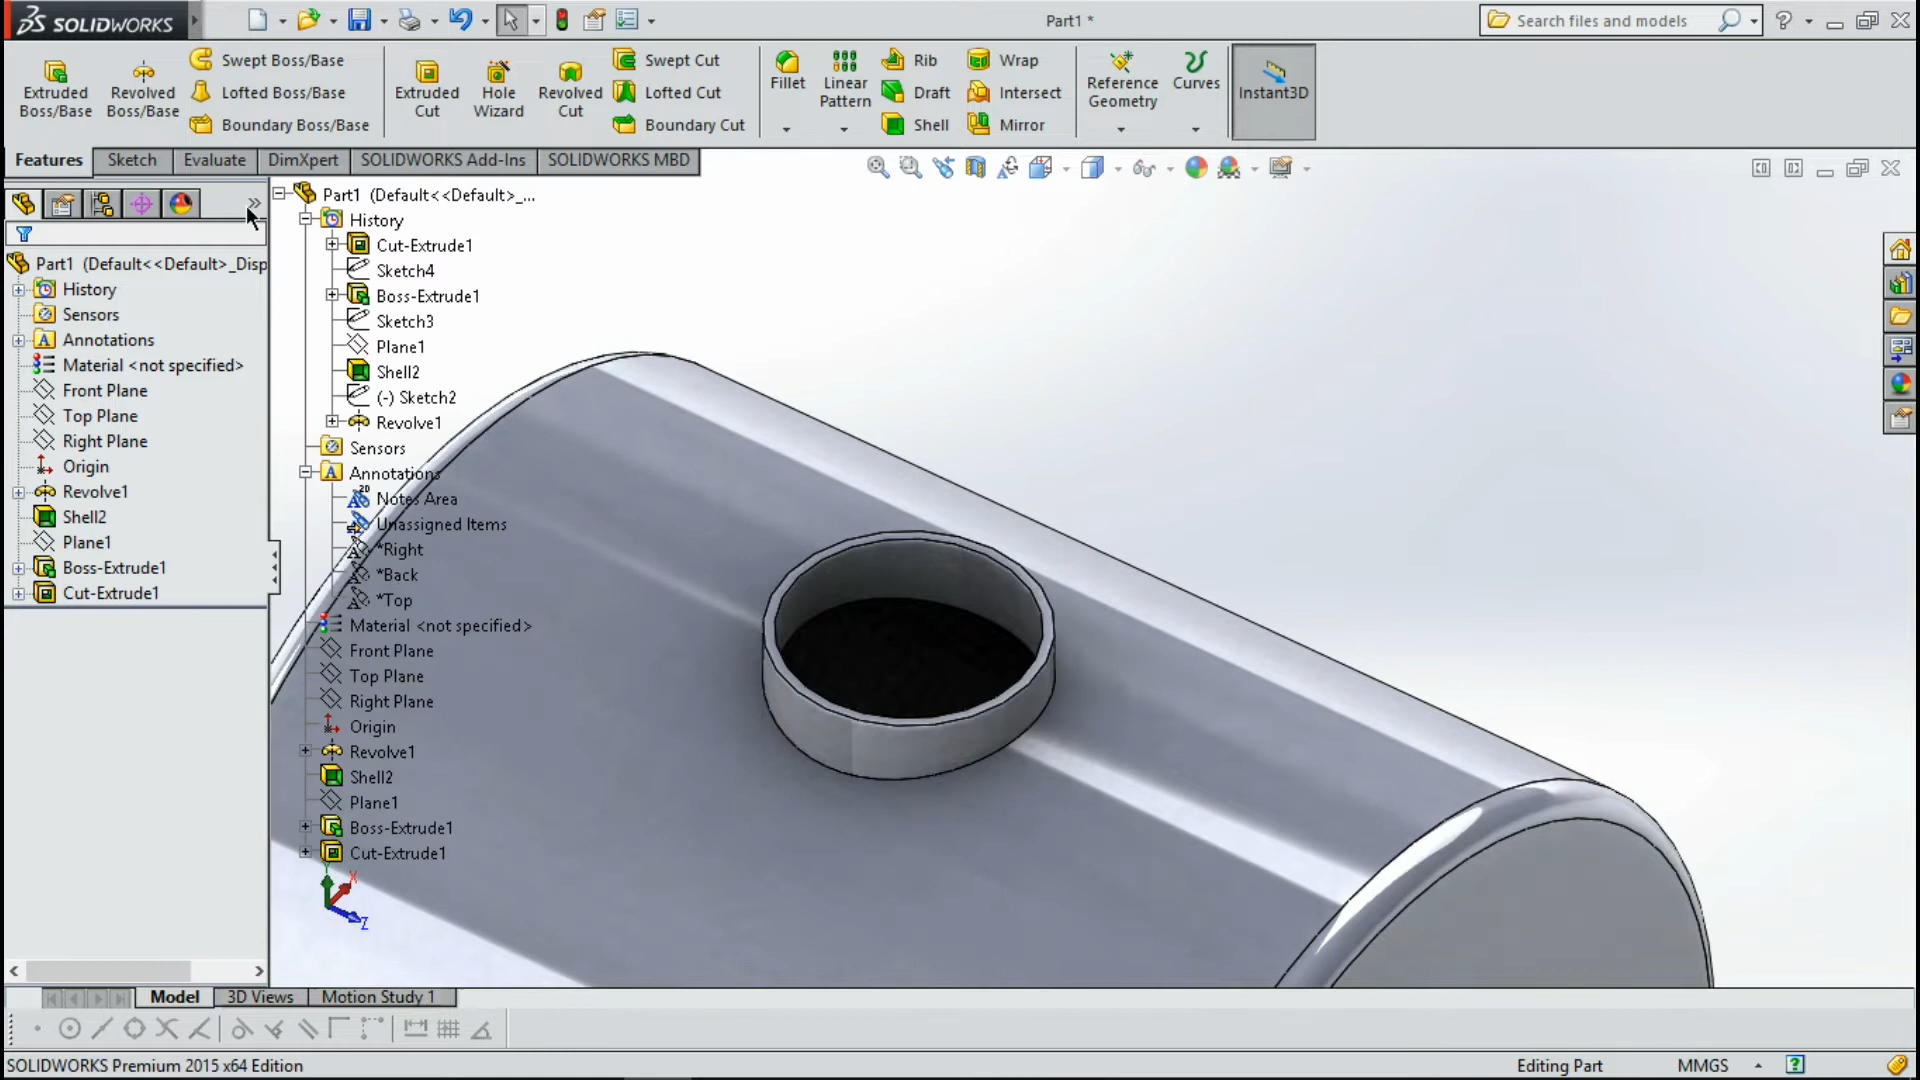 SOLIDWORKS
Part1 *
Search files and models
Extruded Boss/Base
Revolved Boss/Base
Swept Boss/Base
Lofted Boss/Base
Boundary Boss/Base
Extruded Cut
Hole Wizard
Revolved Cut
Swept Cut
Lofted Cut
Boundary Cut
Fillet
Linear Pattern
Rib
Draft
Shell
Wrap
Intersect
Mirror
Reference Geometry
Curves
Instant3D
Features
Sketch
Evaluate
DimXpert
SOLIDWORKS Add-Ins
SOLIDWORKS MBD
Part1 (Default<<Default>_Disp
History
Sensors
Annotations
Material <not specified>
Front Plane
Top Plane
Right Plane
Origin
Revolve1
Shell2
Plane1
Boss-Extrude1
Cut-Extrude1
Part1 (Default<<Default>_...
History
Cut-Extrude1
Sketch4
Boss-Extrude1
Sketch3
Plane1
Shell2
(-) Sketch2
Revolve1
Sensors
Annotations
Notes Area
Unassigned Items
*Right
*Back
*Top
Material <not specified>
Front Plane
Top Plane
Right Plane
Origin
Revolve1
Shell2
Plane1
Boss-Extrude1
Cut-Extrude1
Y
X
Z
Model
3D Views
Motion Study 1
SOLIDWORKS Premium 2015 x64 Edition
Editing Part
MMGS